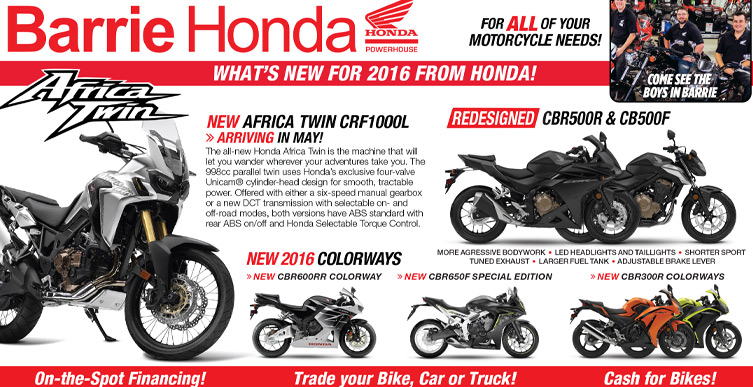 Barrie Honda
HONDA
POWERHOUSE
FOR ALL OF YOUR
MOTORCYCLE NEEDS!
COME SEE THE
BOYS IN BARRIE
WHAT'S NEW FOR 2016 FROM HONDA!
Africa
Twin
NEW AFRICA TWIN CRF1000L
» ARRIVING IN MAY!
The all-new Honda Africa Twin is the machine that will
let you wander wherever your adventures take you. The
998cc parallel twin uses Honda's exclusive four-valve
Unicam® cylinder-head design for smooth, tractable
power. Offered with either a six-speed manual gearbox
or a new DCT transmission with selectable on- and
off-road modes, both versions have ABS standard with
rear ABS on/off and Honda Selectable Torque Control.
REDESIGNED CBR500R & CB500F
MORE AGRESSIVE BODYWORK • LED HEADLIGHTS AND TAILLIGHTS • SHORTER SPORT
TUNED EXHAUST • LARGER FUEL TANK • ADJUSTABLE BRAKE LEVER
NEW 2016 COLORWAYS
» NEW CBR600RR COLORWAY
» NEW CBR650F SPECIAL EDITION
» NEW CBR300R COLORWAYS
HONDA
On-the-Spot Financing!
Trade your Bike, Car or Truck!
Cash for Bikes!